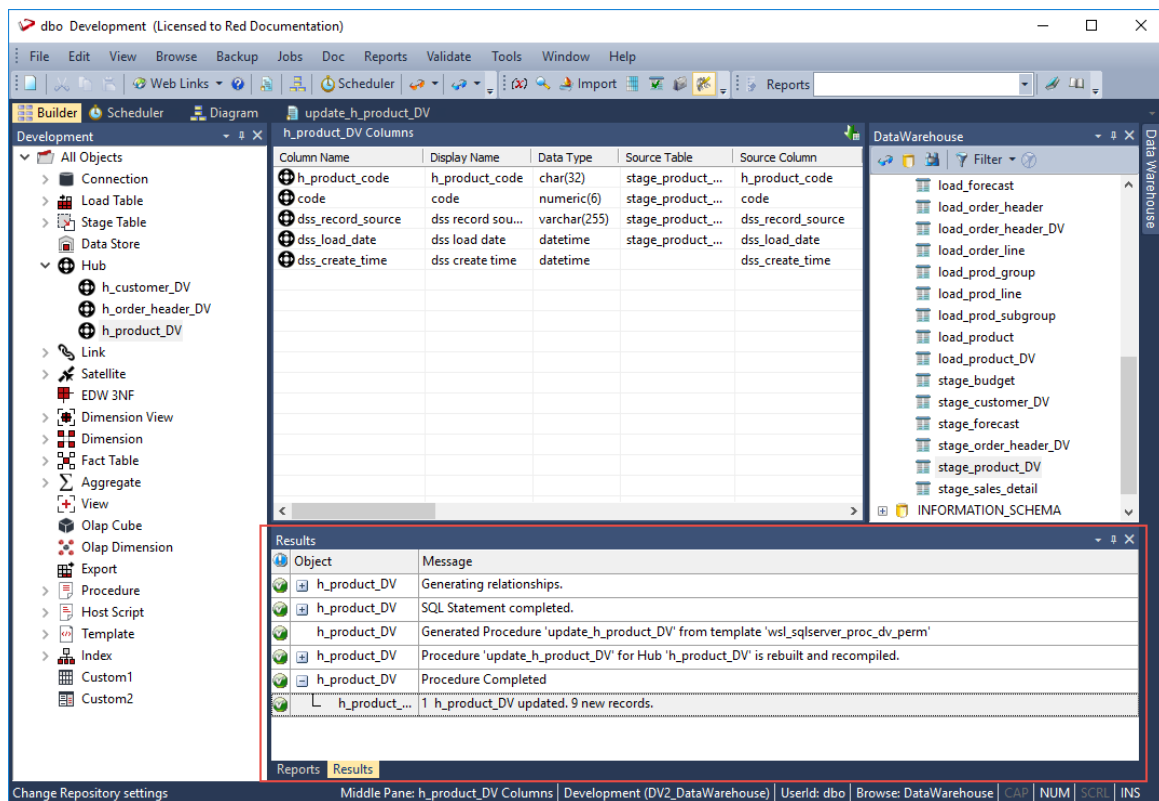 dbo Development (Licensed to Red Documentation)
File Edit View Browse Backup Jobs Doc Reports Validate Tools Window Help
Web Links Scheduler (x) Import Reports
Builder Scheduler Diagram update_h_product_DV
Development
All Objects
Connection
Load Table
Stage Table
Data Store
Hub
h_customer_DV
h_order_header_DV
h_product_DV
Link
Satellite
EDW 3NF
Dimension View
Dimension
Fact Table
Aggregate
View
Olap Cube
Olap Dimension
Export
Procedure
Host Script
Template
Index
Custom1
Custom2
h_product_DV Columns
Column Name Display Name Data Type Source Table Source Column
h_product_code h_product_code char(32) stage_product_... h_product_code
code code numeric(6) stage_product_... code
dss_record_source dss record sou... varchar(255) stage_product_... dss_record_source
dss_load_date dss load date datetime stage_product_... dss_load_date
dss_create_time dss create time datetime dss_create_time
DataWarehouse
Filter
load_forecast
load_order_header
load_order_header_DV
load_order_line
load_prod_group
load_prod_line
load_prod_subgroup
load_product
load_product_DV
stage_budget
stage_customer_DV
stage_forecast
stage_order_header_DV
stage_product_DV
stage_sales_detail
INFORMATION_SCHEMA
Data Warehouse
Results
Object Message
h_product_DV Generating relationships.
h_product_DV SQL Statement completed.
h_product_DV Generated Procedure 'update_h_product_DV' from template 'wsl_sqlserver_proc_dv_perm'
h_product_DV Procedure 'update_h_product_DV' for Hub 'h_product_DV' is rebuilt and recompiled.
h_product_DV Procedure Completed
h_product_... 1 h_product_DV updated. 9 new records.
Reports Results
Change Repository settings Middle Pane: h_product_DV Columns Development (DV2_DataWarehouse) UserId: dbo Browse: DataWarehouse CAP NUM SCRL INS